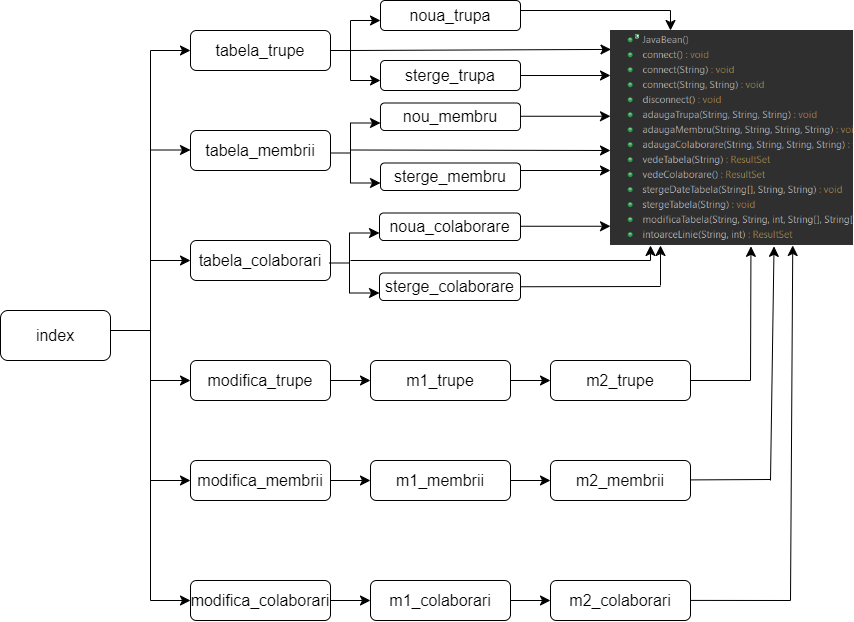 noua_trupa
tabela_trupe
sterge_trupa
nou_membru
tabela_membrii
sterge_membru
noua_colaborare
tabela_colaborari
sterge_colaborare
index
modifica_trupe
m1_trupe
m2_trupe
modifica_membrii
m1_membrii
m2_membrii
modifica_colaborari
m1_colaborari
m2_colaborari
JavaBean()
connect() : void
connect(String) : void
connect(String, String) : void
disconnect() : void
adaugaTrupa(String, String, String) : void
adaugaMembru(String, String, String, String) : voi
adaugaColaborare(String, String, String, String) :
vedeTabela(String) : ResultSet
vedeColaborare() : ResultSet
stergeDateTabela(String[], String, String) : void
stergeTabela(String) : void
modificaTabela(String, String, int, String[], String[
intoarceLinie(String, int) : ResultSet